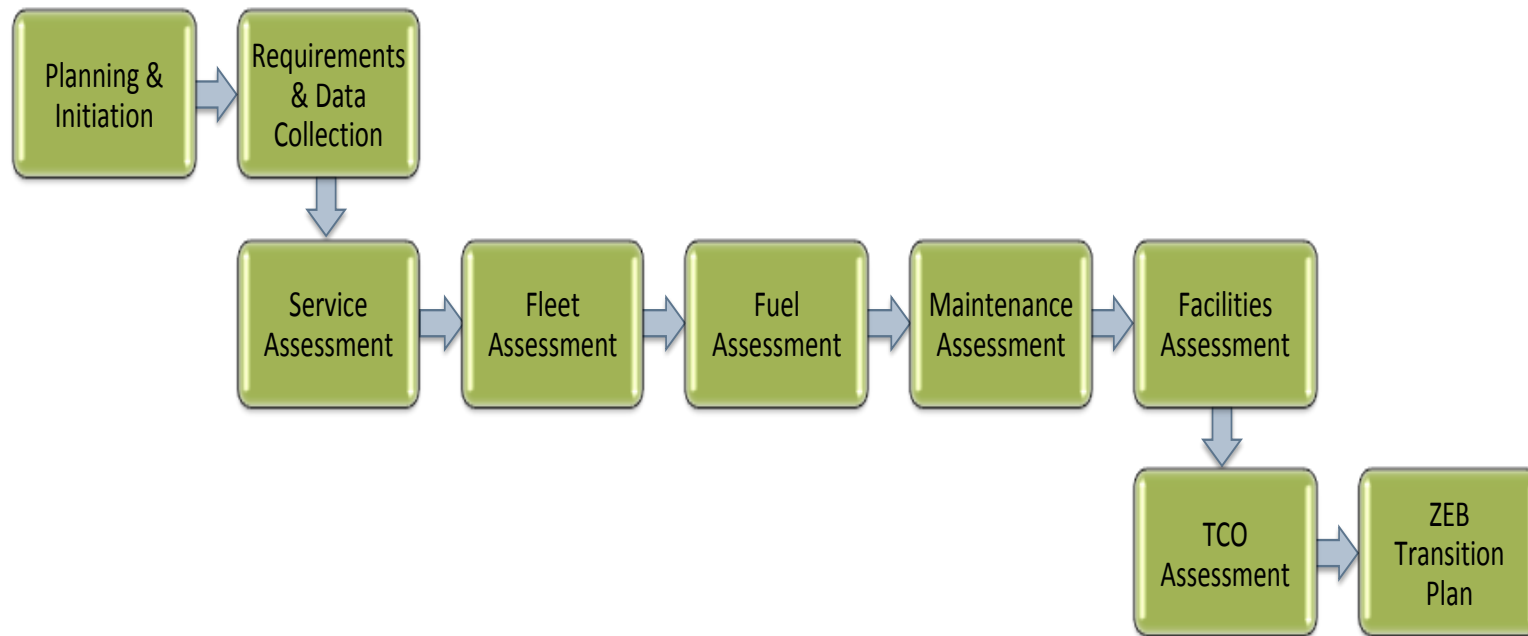 Planning &
Initiation
Requirements
& Data
Collection
Service
Assessment
Fleet
Assessment
Fuel
Assessment
Maintenance
Assessment
Facilities
Assessment
TCO
Assessment
ZEB
Transition
Plan